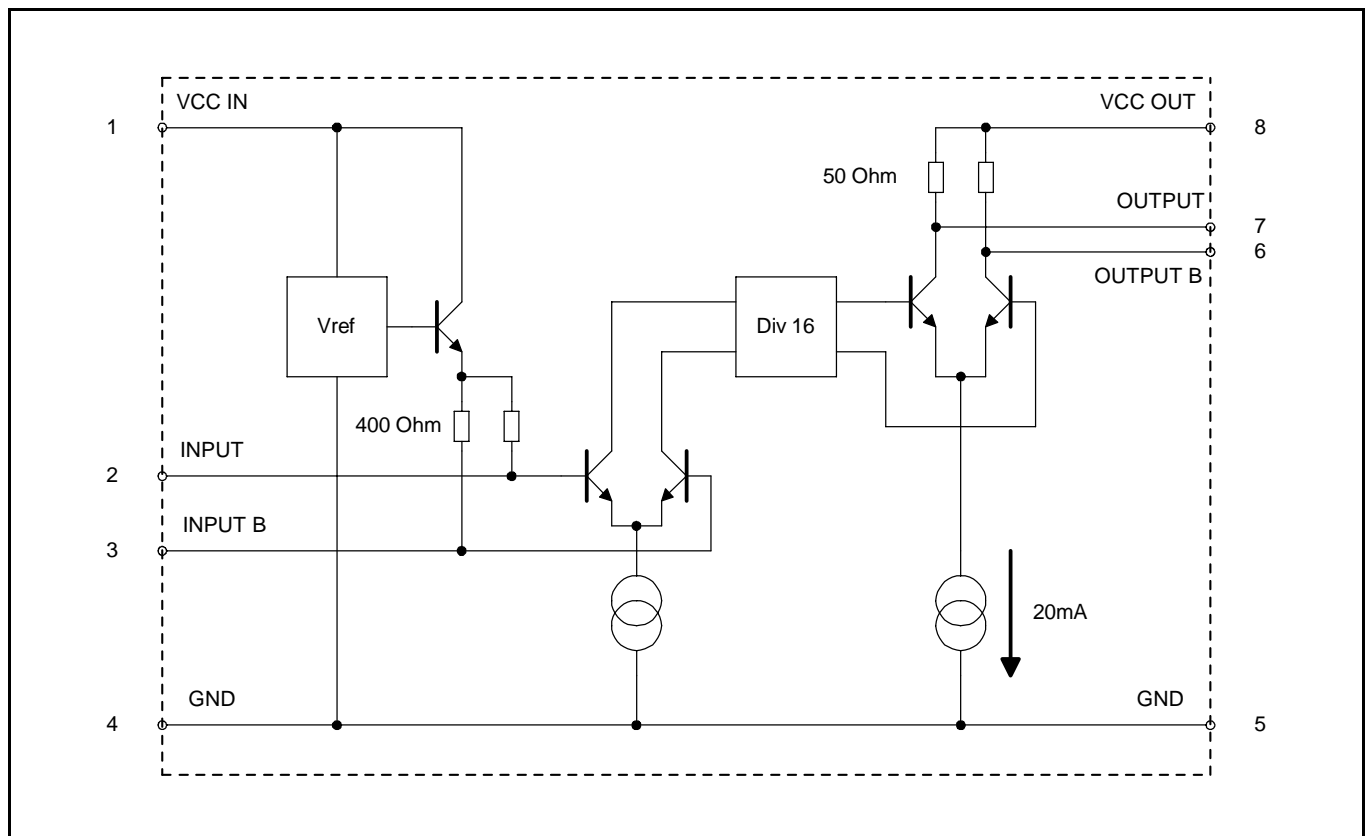 VCC IN
VCC OUT
1
8
50 Ohm
OUTPUT
7
6
OUTPUT B
Vref
Div 16
400 Ohm
INPUT
2
INPUT B
3
20mA
GND
GND
4
5